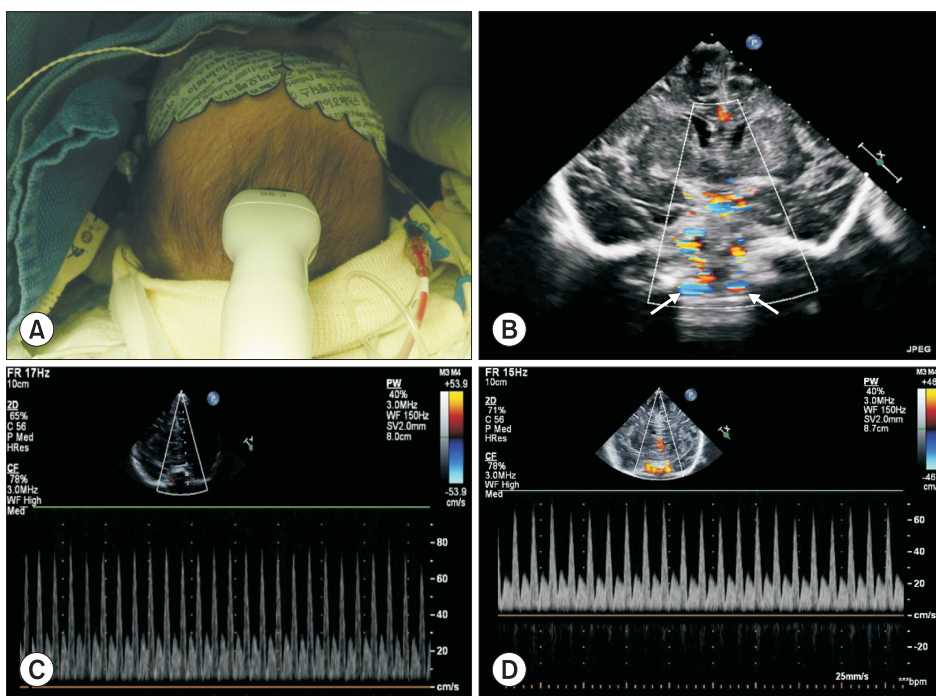 A
P
X
JPEG
B
FR 17Hz
10cm
2D
65%
C 56
P Med
HRes
CF
78%
3.0MHz
WF High
Med
PW
40%
3.0MHz
WF 150Hz
SV2.0mm
8.0cm
M3 M4
+53.9
-53.9
cm/s
80
60
40
20
cm/s
C
FR 15Hz
10cm
2D
71%
C 56
P Med
HRes
CF
78%
3.0MHz
WF High
Med
PW
40%
3.0MHz
WF 150Hz
SV2.0mm
8.7cm
M3 M4
+46
-46
cm/
60
40
20
cm/s
-20
25mm/s
***bpm
D